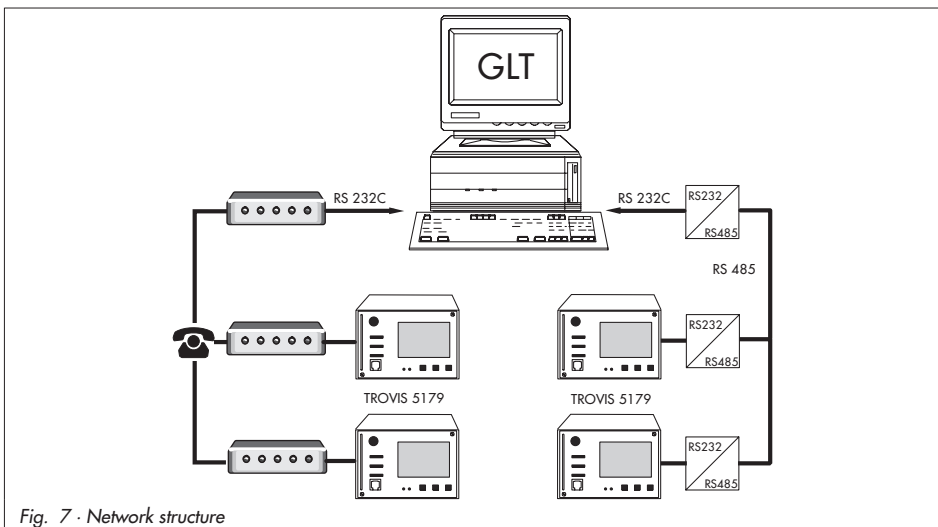 GLT
RS 232C
RS 232C
RS232
RS485
RS 485
RS232
RS485
TROVIS 5179
TROVIS 5179
RS232
RS485
Fig. 7 · Network structure